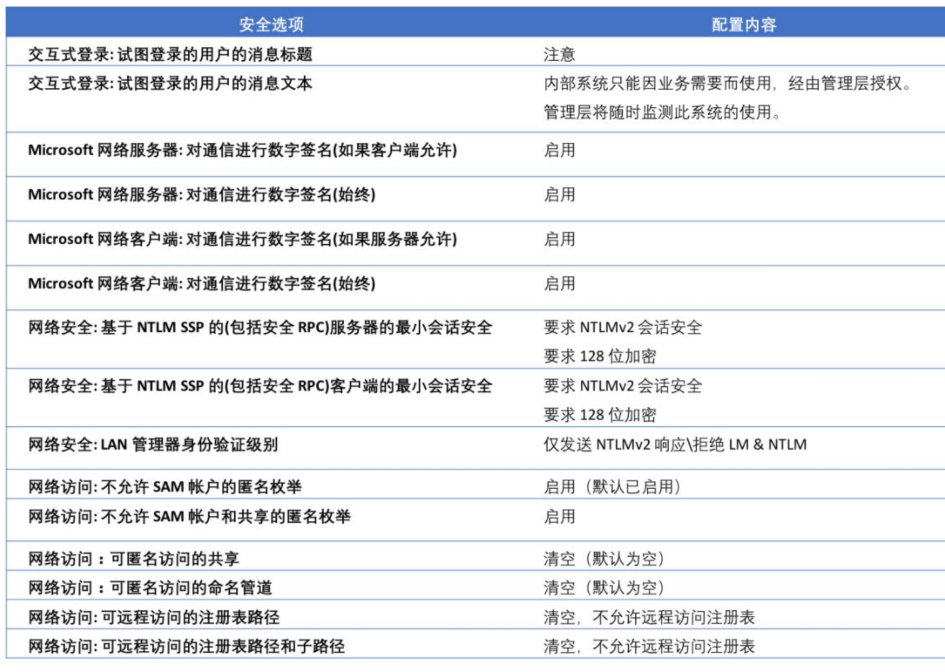 安全选项 配置内容
交互式登录: 试图登录的用户的消息标题 注意
交互式登录: 试图登录的用户的消息文本 内部系统只能因业务需要而使用，经由管理层授权。
管理层将随时监测此系统的使用。
Microsoft 网络服务器: 对通信进行数字签名(如果客户端允许) 启用
Microsoft 网络服务器: 对通信进行数字签名(始终) 启用
Microsoft 网络客户端: 对通信进行数字签名(如果服务器允许) 启用
Microsoft 网络客户端: 对通信进行数字签名(始终) 启用
网络安全: 基于 NTLM SSP 的(包括安全 RPC)服务器的最小会话安全 要求 NTLMv2 会话安全
要求 128 位加密
网络安全: 基于 NTLM SSP 的(包括安全 RPC)客户端的最小会话安全 要求 NTLMv2 会话安全
要求 128 位加密
网络安全: LAN 管理器身份验证级别 仅发送 NTLMv2 响应\拒绝 LM & NTLM
网络访问: 不允许 SAM 帐户的匿名枚举 启用（默认已启用）
网络访问: 不允许 SAM 帐户和共享的匿名枚举 启用
网络访问：可匿名访问的共享 清空（默认为空）
网络访问：可匿名访问的命名管道 清空（默认为空）
网络访问: 可远程访问的注册表路径 清空，不允许远程访问注册表
网络访问: 可远程访问的注册表路径和子路径 清空，不允许远程访问注册表